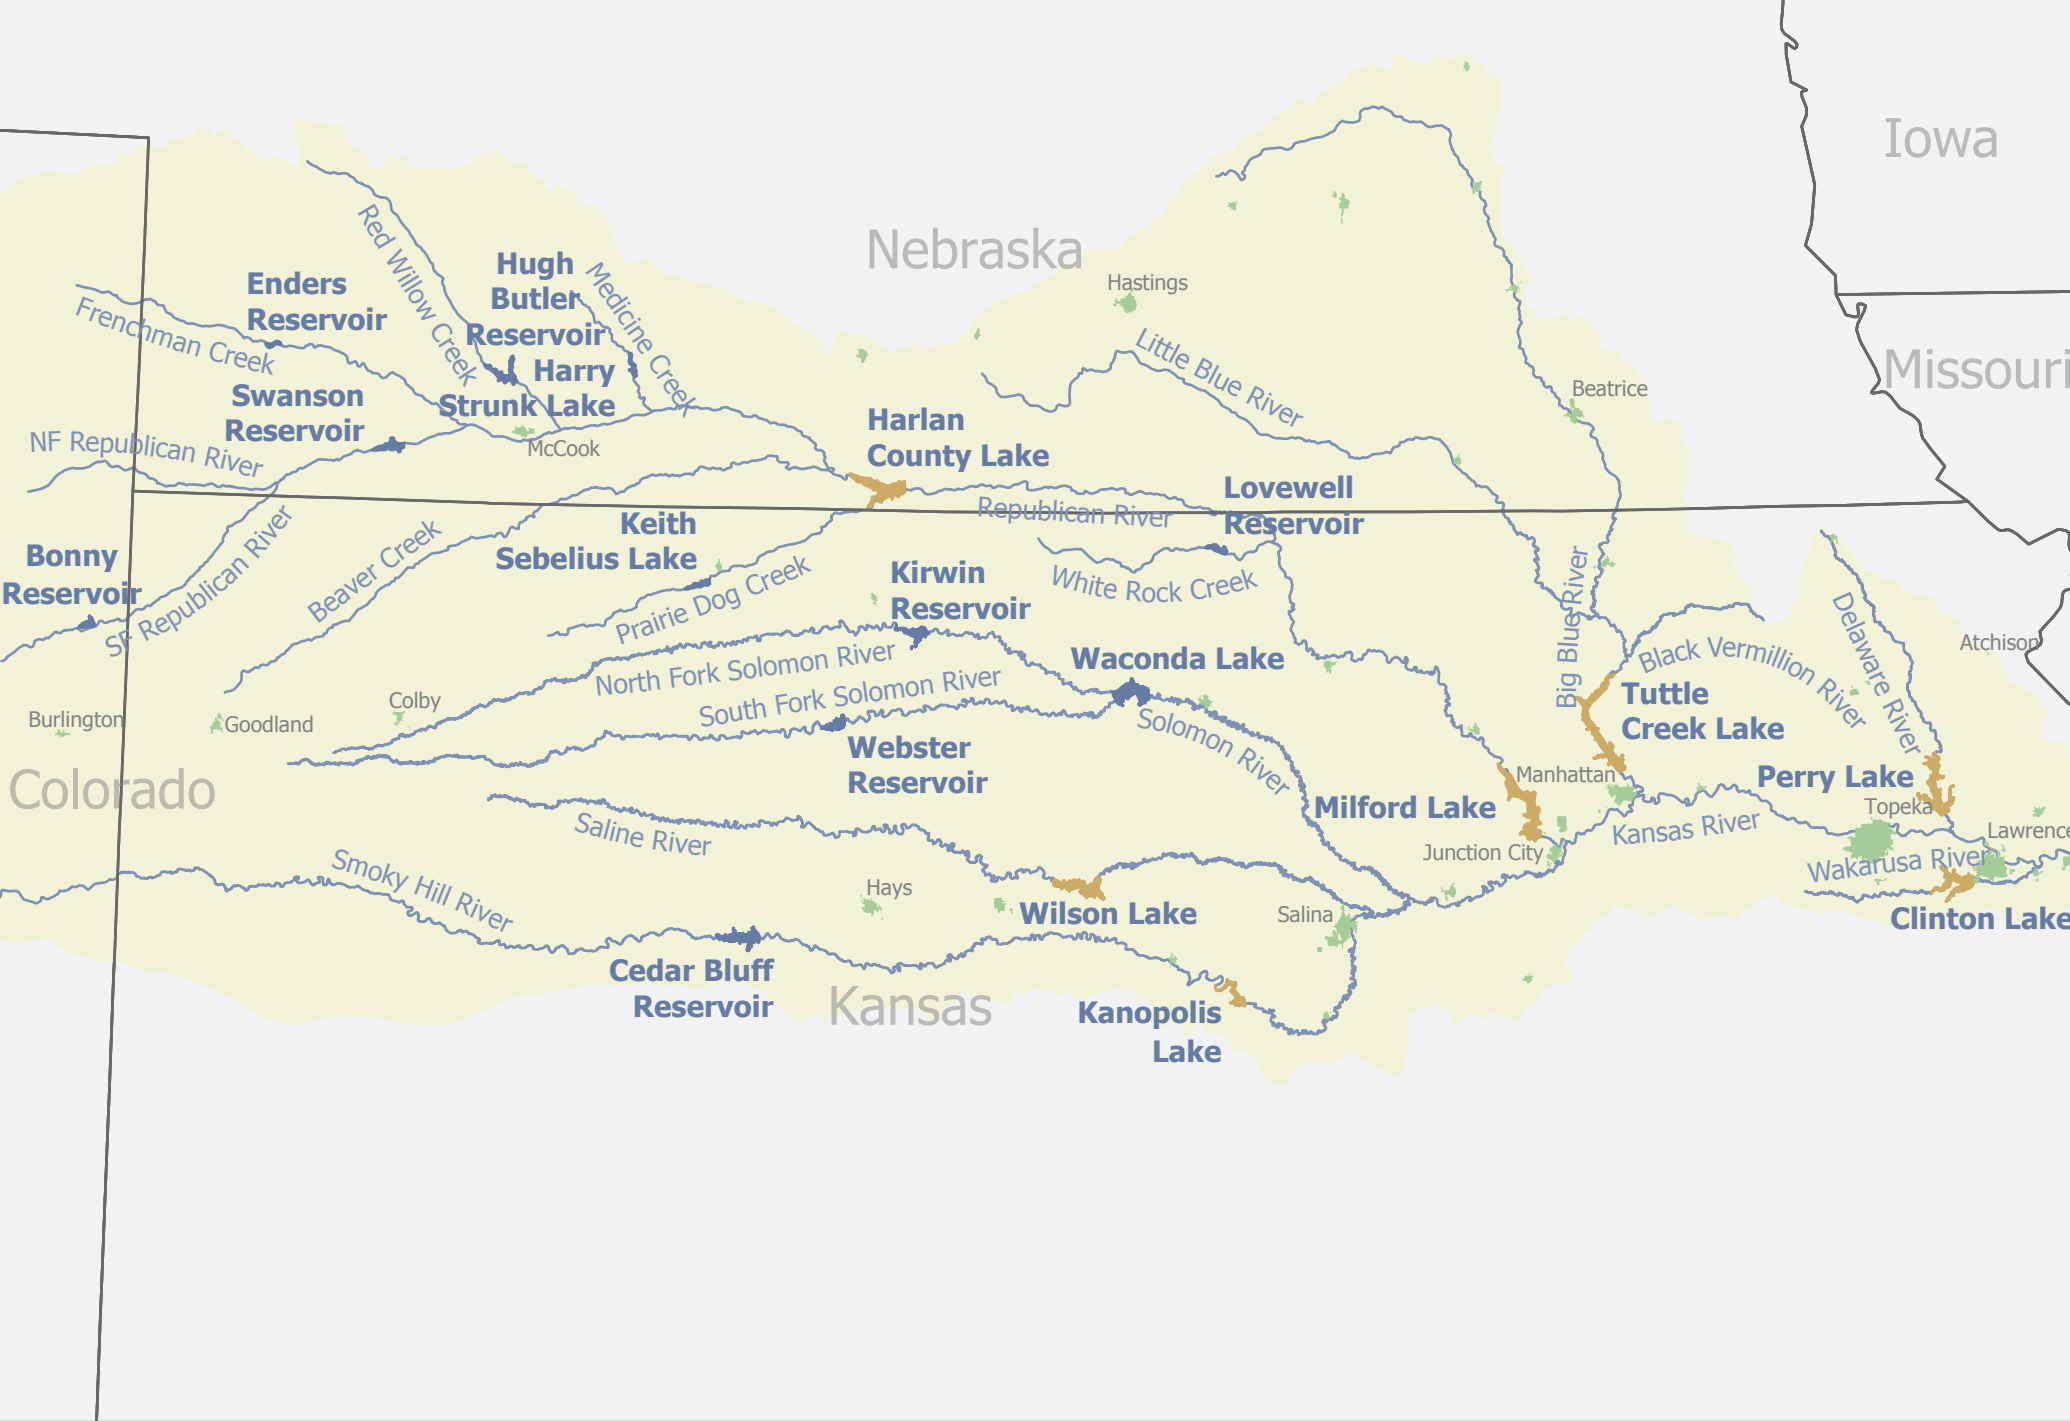 Iowa
Nebraska
Missouri
Colorado
Kansas
Red Willow Creek
Hugh
Butler
Reservoir
Medicine Creek
Enders
Reservoir
Frenchman Creek
Hastings
Little Blue River
Harry
Strunk Lake
Swanson
Reservoir
McCook
Beatrice
NF Republican River
Harlan
County Lake
Lovewell
Reservoir
Republican River
Keith
Sebelius Lake
Bonny
Reservoir
SF Republican River
Beaver Creek
Prairie Dog Creek
Kirwin
Reservoir
White Rock Creek
Big Blue River
Black Vermillion River
Delaware River
Atchison
North Fork Solomon River
South Fork Solomon River
Waconda Lake
Solomon River
Tuttle
Creek Lake
Burlington
Goodland
Colby
Webster
Reservoir
Manhattan
Perry Lake
Topeka
Milford Lake
Junction City
Kansas River
Lawrence
Wakarusa River
Clinton Lake
Saline River
Smoky Hill River
Hays
Wilson Lake
Salina
Cedar Bluff
Reservoir
Kanopolis
Lake